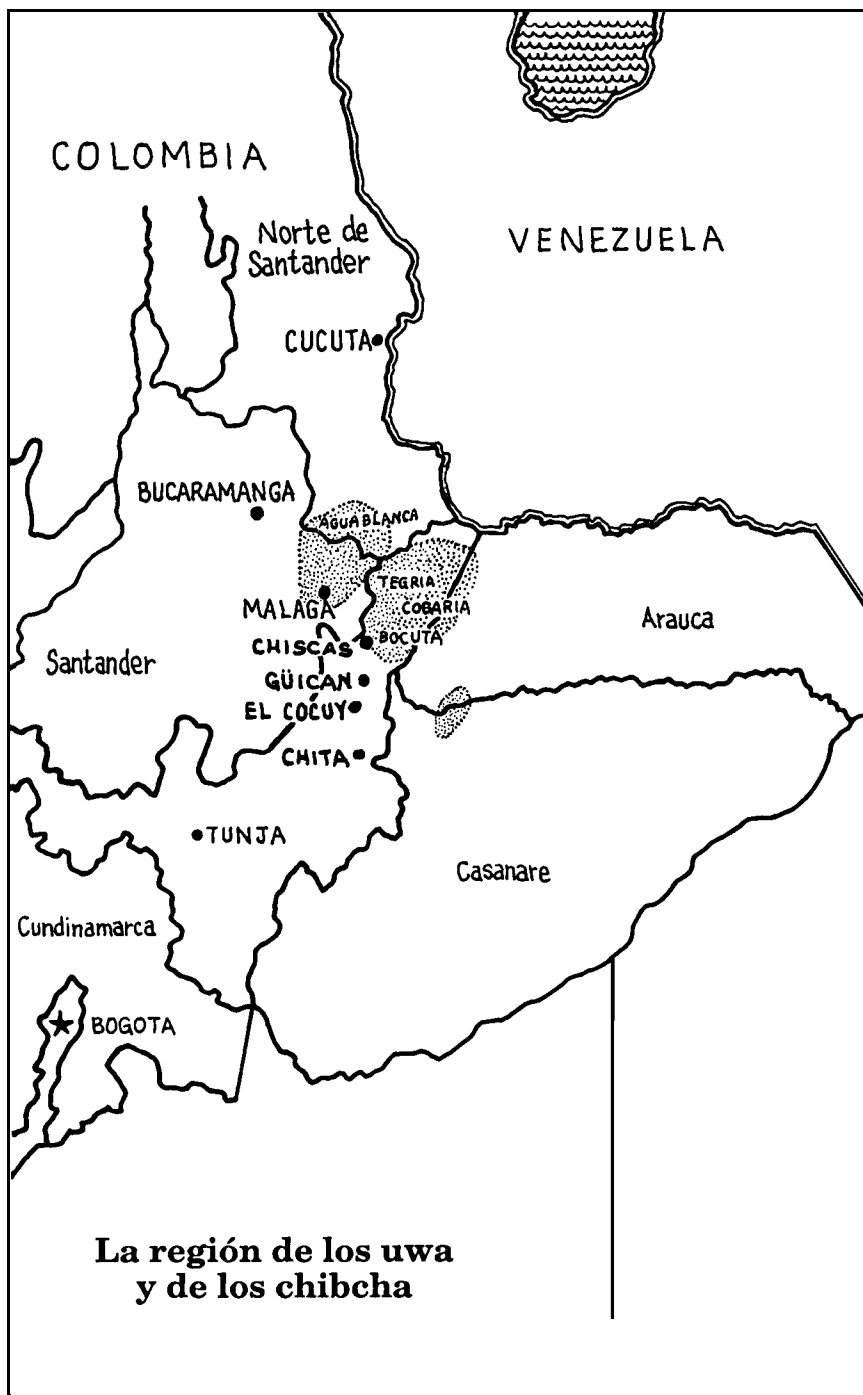 COLOMBIA
Norte de
Santander
VENEZUELA
CUCUTA
BUCARAMANGA
AGUABLANCA
TEGRIA
MALAGA
COBARIA
Arauca
BOCUTA
CHISCAS
Santander
GÜICAN
EL COCUY
CHITA
TUNJA
Casanare
Cundinamarca
BOGOTA
La región de los uwa
y de los chibcha